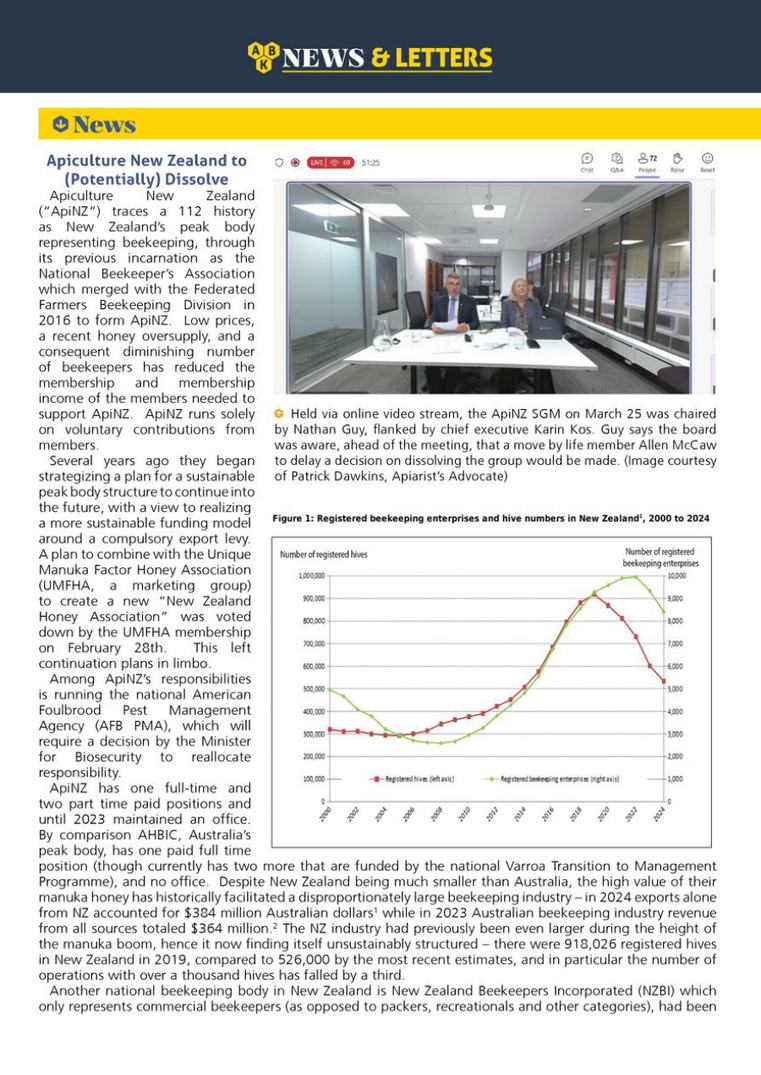 A B K NEWS & LETTERS
News
Apiculture New Zealand to
(Potentially) Dissolve
Apiculture New Zealand
("ApiNZ") traces a 112 history
as New Zealand's peak body
representing beekeeping, through
its previous incarnation as the
National Beekeeper's Association
which merged with the Federated
Farmers Beekeeping Division in
2016 to form ApiNZ. Low prices,
a recent honey oversupply, and a
consequent diminishing number
of beekeepers has reduced the
membership and membership
income of the members needed to
support ApiNZ. ApiNZ runs solely
on voluntary contributions from
members.
Several years ago they began
strategizing a plan for a sustainable
peak body structure to continue into
the future, with a view to realizing
a more sustainable funding model
around a compulsory export levy.
A plan to combine with the Unique
Manuka Factor Honey Association
(UMFHA, a marketing group)
to create a new "New Zealand
Honey Association" was voted
down by the UMFHA membership
on February 28th. This left
continuation plans in limbo.
Among ApiNZ's responsibilities
is running the national American
Foulbrood Pest Management
Agency (AFB PMA), which will
require a decision by the Minister
for Biosecurity to reallocate
responsibility.
ApiNZ has one full-time and
two part time paid positions and
until 2023 maintained an office.
By comparison AHBIC, Australia's
peak body, has one paid full time
LIVE 69 51:25
Chat Q&A 72 People Raise React
Held via online video stream, the ApiNZ SGM on March 25 was chaired
by Nathan Guy, flanked by chief executive Karin Kos. Guy says the board
was aware, ahead of the meeting, that a move by life member Allen McCaw
to delay a decision on dissolving the group would be made. (Image courtesy
of Patrick Dawkins, Apiarist's Advocate)
Figure 1: Registered beekeeping enterprises and hive numbers in New Zealand¹, 2000 to 2024
Number of registered hives
Number of registered
beekeeping enterprises
1,000,000 10,000
900,000 9,000
800,000 8,000
700,000 7,000
600,000 6,000
500,000 5,000
400,000 4,000
300,000 3,000
200,000 2,000
100,000 Registered hives (left axis) Registered beekeeping enterprises (right axis) 1,000
0 0
2000 2002 2004 2006 2008 2010 2012 2014 2016 2018 2020 2022 2024
position (though currently has two more that are funded by the national Varroa Transition to Management
Programme), and no office. Despite New Zealand being much smaller than Australia, the high value of their
manuka honey has historically facilitated a disproportionately large beekeeping industry – in 2024 exports alone
from NZ accounted for $384 million Australian dollars¹ while in 2023 Australian beekeeping industry revenue
from all sources totaled $364 million.² The NZ industry had previously been even larger during the height of
the manuka boom, hence it now finding itself unsustainably structured – there were 918,026 registered hives
in New Zealand in 2019, compared to 526,000 by the most recent estimates, and in particular the number of
operations with over a thousand hives has falled by a third.
Another national beekeeping body in New Zealand is New Zealand Beekeepers Incorporated (NZBI) which
only represents commercial beekeepers (as opposed to packers, recreationals and other categories), had been